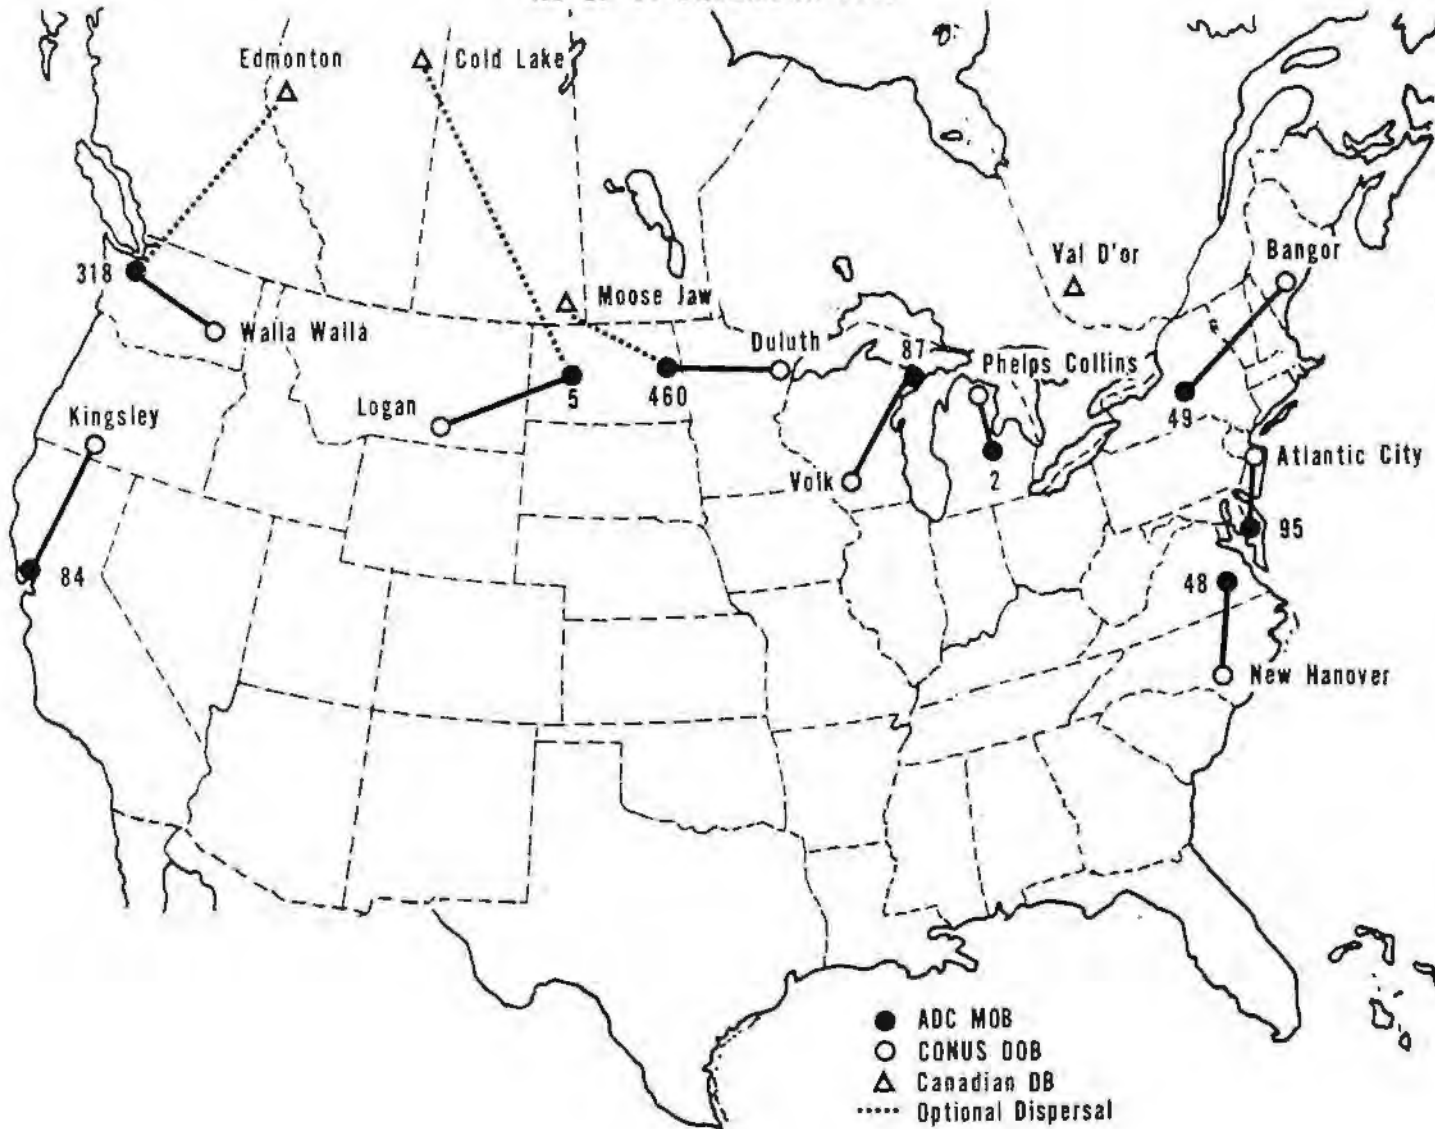 Edmonton
Cold Lake
318
Walla Walla
Moose Jaw
Val D'or
Bangor
Duluth
87
Phelps Collins
Logan
5
460
49
Kingsley
Volk
2
Atlantic City
84
95
48
New Hanover
ADC MOB
CONUS DOB
Canadian DB
Optional Dispersal